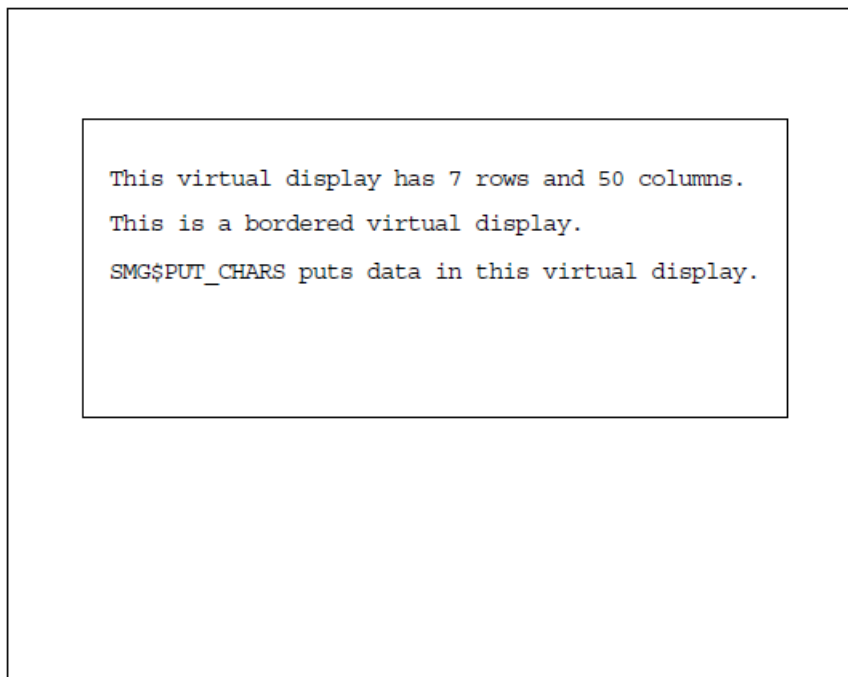 This virtual display has 7 rows and 50 columns.
This is a bordered virtual display.
SMG$PUT_CHARS puts data in this virtual display.